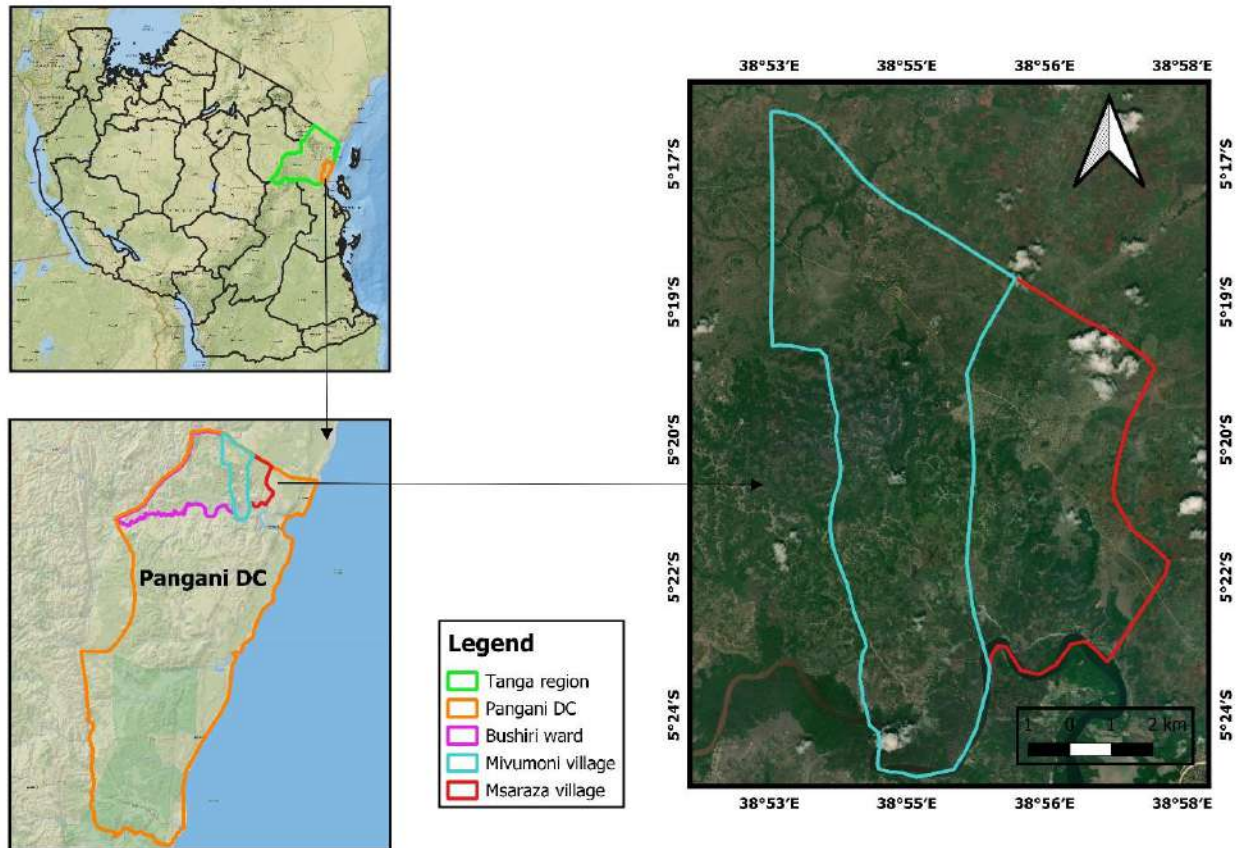 38°53'E 38°55'E 38°56'E 38°58'E
5°17'S 5°17'S
5°19'S 5°19'S
5°20'S 5°20'S
5°22'S 5°22'S
5°24'S 5°24'S
Pangani DC
Legend
Tanga region
Pangani DC
Bushiri ward
Mivumoni village
Msaraza village
1 0 1 2 km
38°53'E 38°55'E 38°56'E 38°58'E